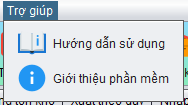 Trợ giúp
Hướng dẫn sử dụng
Giới thiệu phần mềm